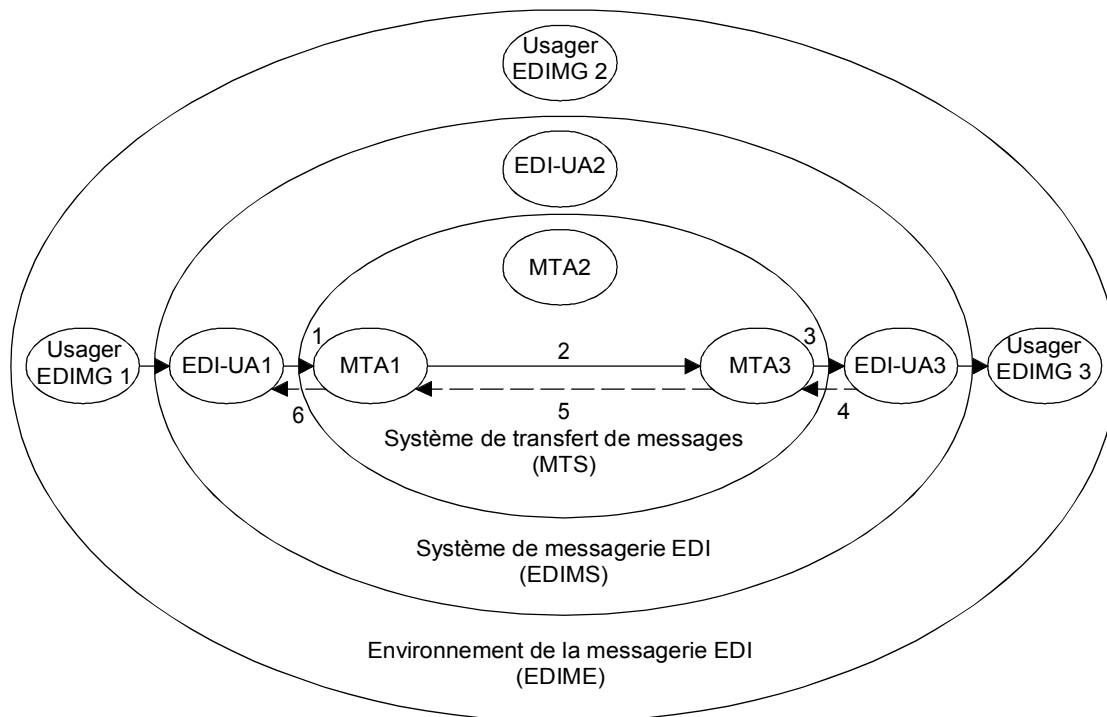 Usager
EDIMG 2
EDI-UA2
MTA2
Usager
EDIMG 1
EDI-UA1
1
MTA1
2
MTA3
3
EDI-UA3
Usager
EDIMG 3
6
5
4
Système de transfert de messages
(MTS)
Système de messagerie EDI
(EDIMS)
Environnement de la messagerie EDI
(EDIME)